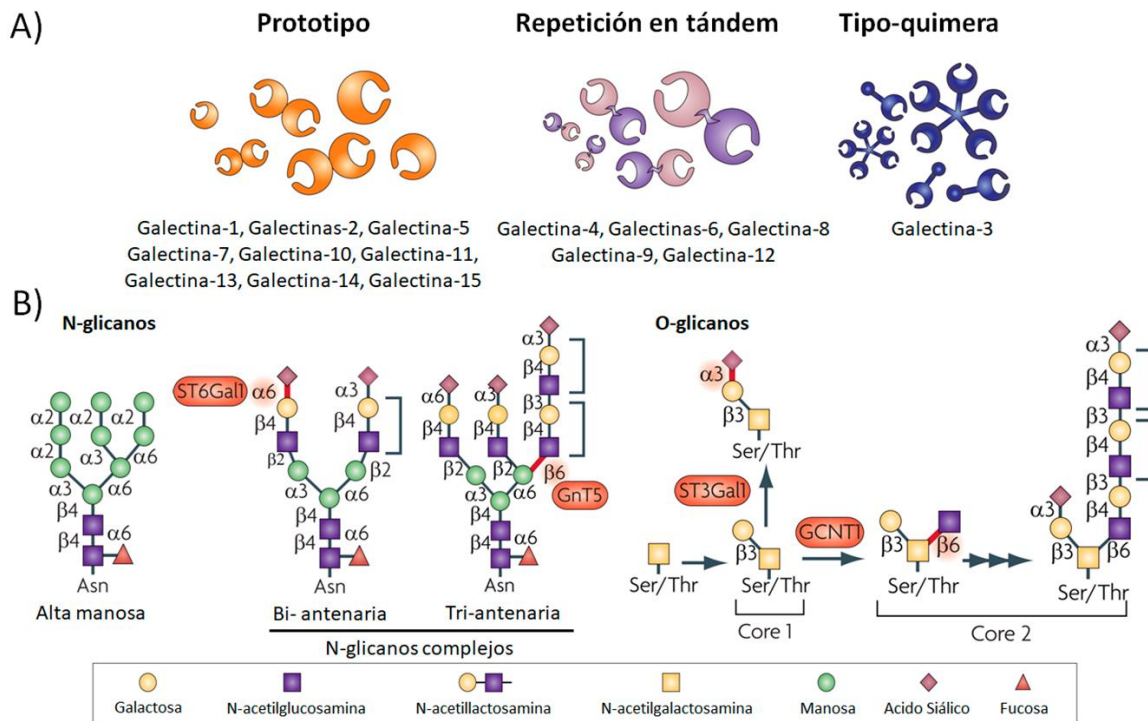 A)
Prototipo
Repetición en tándem
Tipo-quimera
Galectina-1, Galectinas-2, Galectina-5
Galectina-7, Galectina-10, Galectina-11,
Galectina-13, Galectina-14, Galectina-15
Galectina-4, Galectinas-6, Galectina-8
Galectina-9, Galectina-12
Galectina-3
B)
N-glicanos
α2 α2 α2
α2 α3 α6
α3 α6
β4
β4 α6
Asn
Alta manosa
ST6Gal1
α6 α3
β4 β4
β2 β2
α3 α6
β4
β4 α6
Asn
Bi- antenaria
α3
β4
β3
α6 α3 β4
β4 β4
β2 β2 β6
GnT5
α3 α6
β4
β4 α6
Asn
Tri-antenaria
N-glicanos complejos
O-glicanos
α3
β3
Ser/Thr
ST3Gal1
Ser/Thr
β3
Ser/Thr
Core 1
GCNT1
β3 β6
Ser/Thr
α3
β4
β3
β4
β3
β4
α3
β3 β6
Ser/Thr
Core 2
Galactosa
N-acetilglucosamina
N-acetillactosamina
N-acetilgalactosamina
Manosa
Acido Siálico
Fucosa